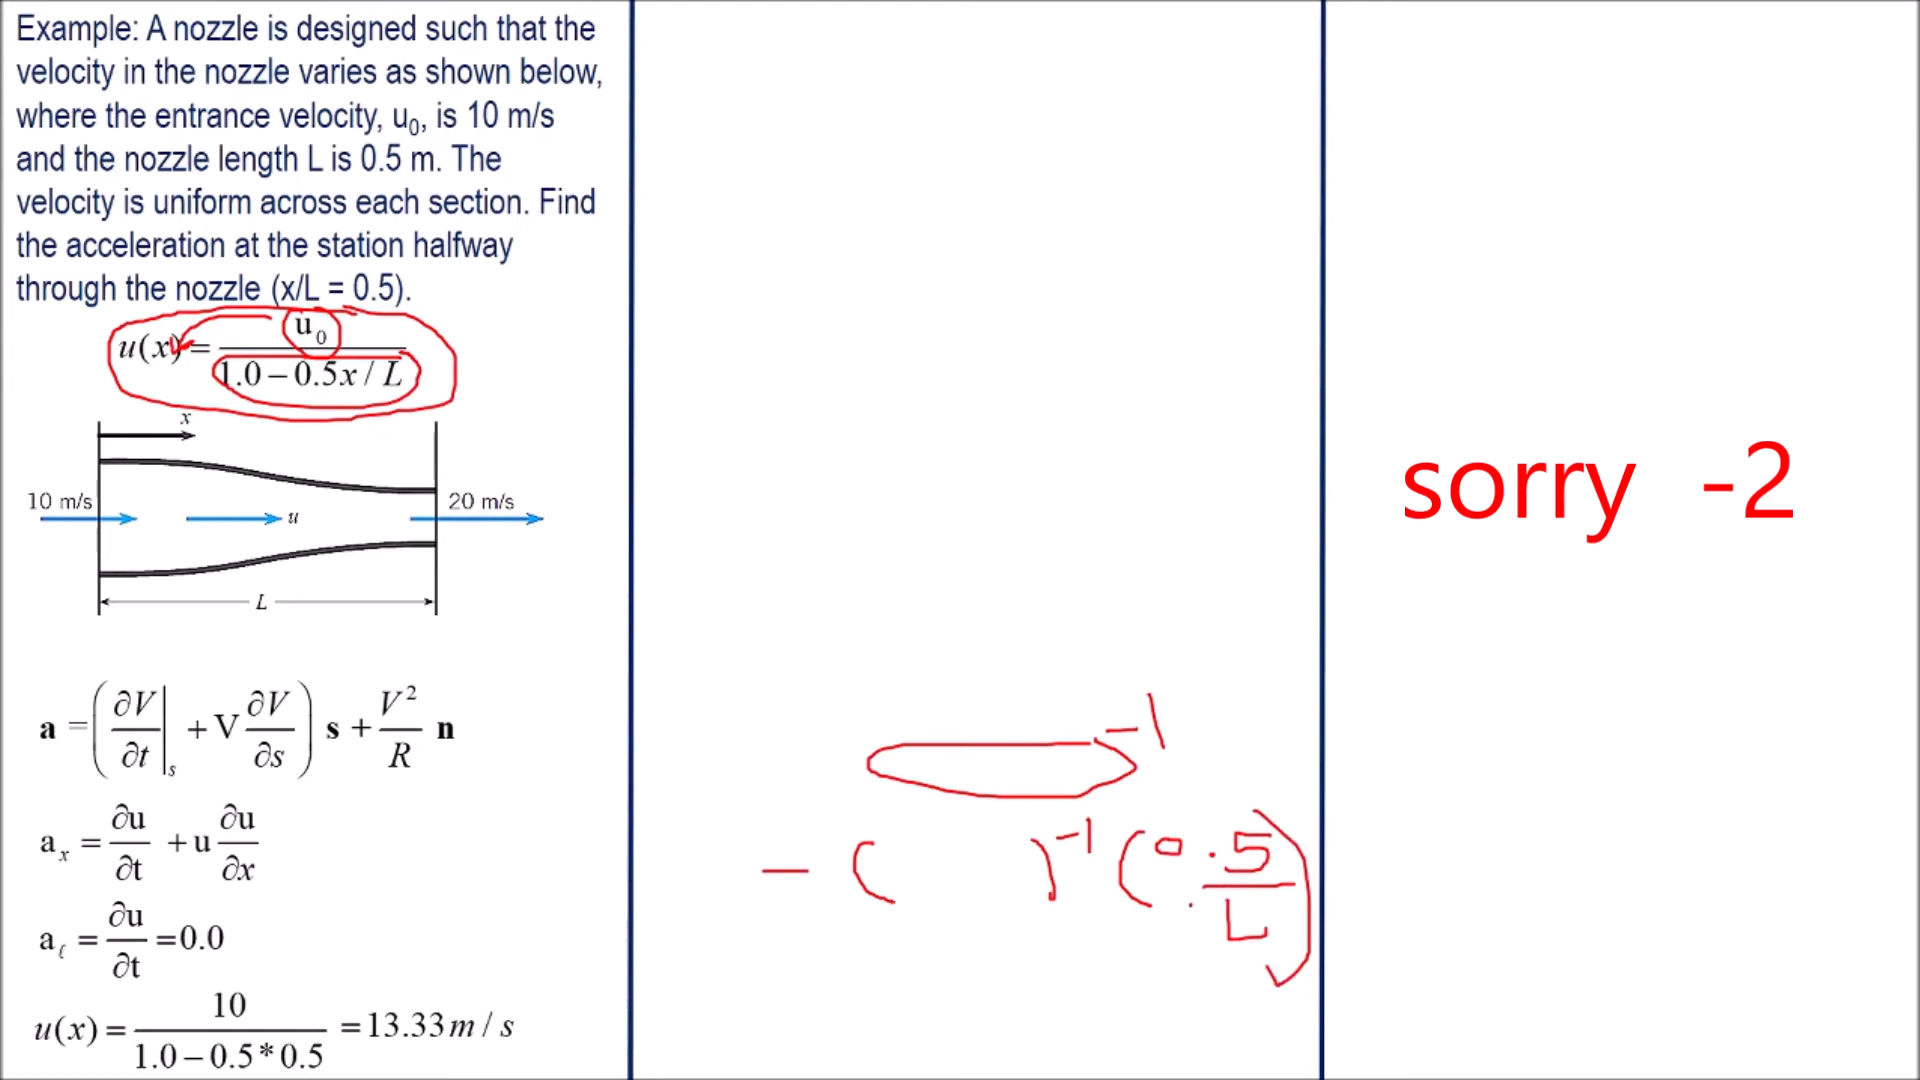 Example: A nozzle is designed such that the
velocity in the nozzle varies as shown below,
where the entrance velocity, u₀, is 10 m/s
and the nozzle length L is 0.5 m. The
velocity is uniform across each section. Find
the acceleration at the station halfway
through the nozzle (x/L = 0.5).
u(x) = u₀ / (1.0 – 0.5x / L)
x
10 m/s
u
20 m/s
L
a = (∂V/∂t|ₛ + V ∂V/∂s) s + V²/R n
aₓ = ∂u/∂t + u ∂u/∂x
a_ℓ = ∂u/∂t = 0.0
u(x) = 10 / (1.0 – 0.5 * 0.5) = 13.33 m / s
-1
– ( )⁻¹ (0.5/L)
sorry -2